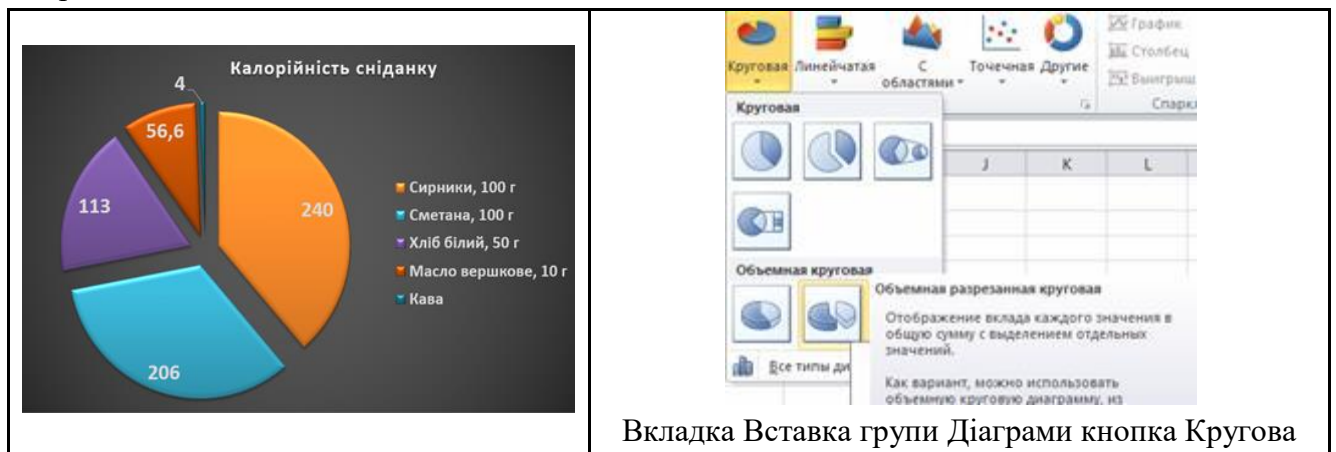 Калорійність сніданку
4
56,6
113
240
206
Сирники, 100 г
Сметана, 100 г
Хліб білий, 50 г
Масло вершкове, 10 г
Кава
Круговая Линейчатая С областями Точечная Другие
График
Столбец
Выигрыш
Круговая
J K L
Объемная круговая
Объемная разрезанная круговая
Отображение вклада каждого значения в
общую сумму с выделением отдельных
значений.
Как вариант, можно использовать
объемную круговую диаграмму, из
Все типы ди
Вкладка Вставка групи Діаграми кнопка Кругова